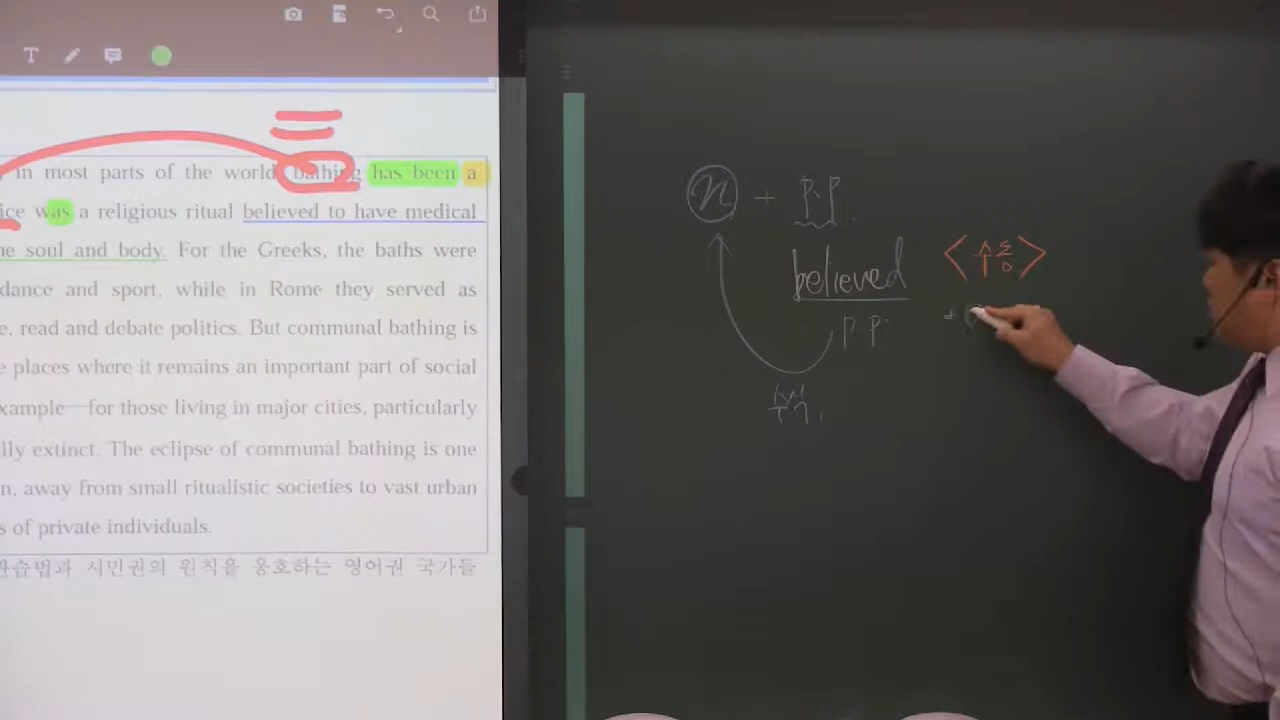 in most parts of the world, bathing has been a
ice was a religious ritual believed to have medical
he soul and body. For the Greeks, the baths were
dance and sport, while in Rome they served as
e, read and debate politics. But communal bathing is
e places where it remains an important part of social
xample—for those living in major cities, particularly
lly extinct. The eclipse of communal bathing is one
n, away from small ritualistic societies to vast urban
s of private individuals.
관습법과 시민권의 원칙을 옹호하는 영어권 국가들
n + p.p.
believed <수동>
p.p.